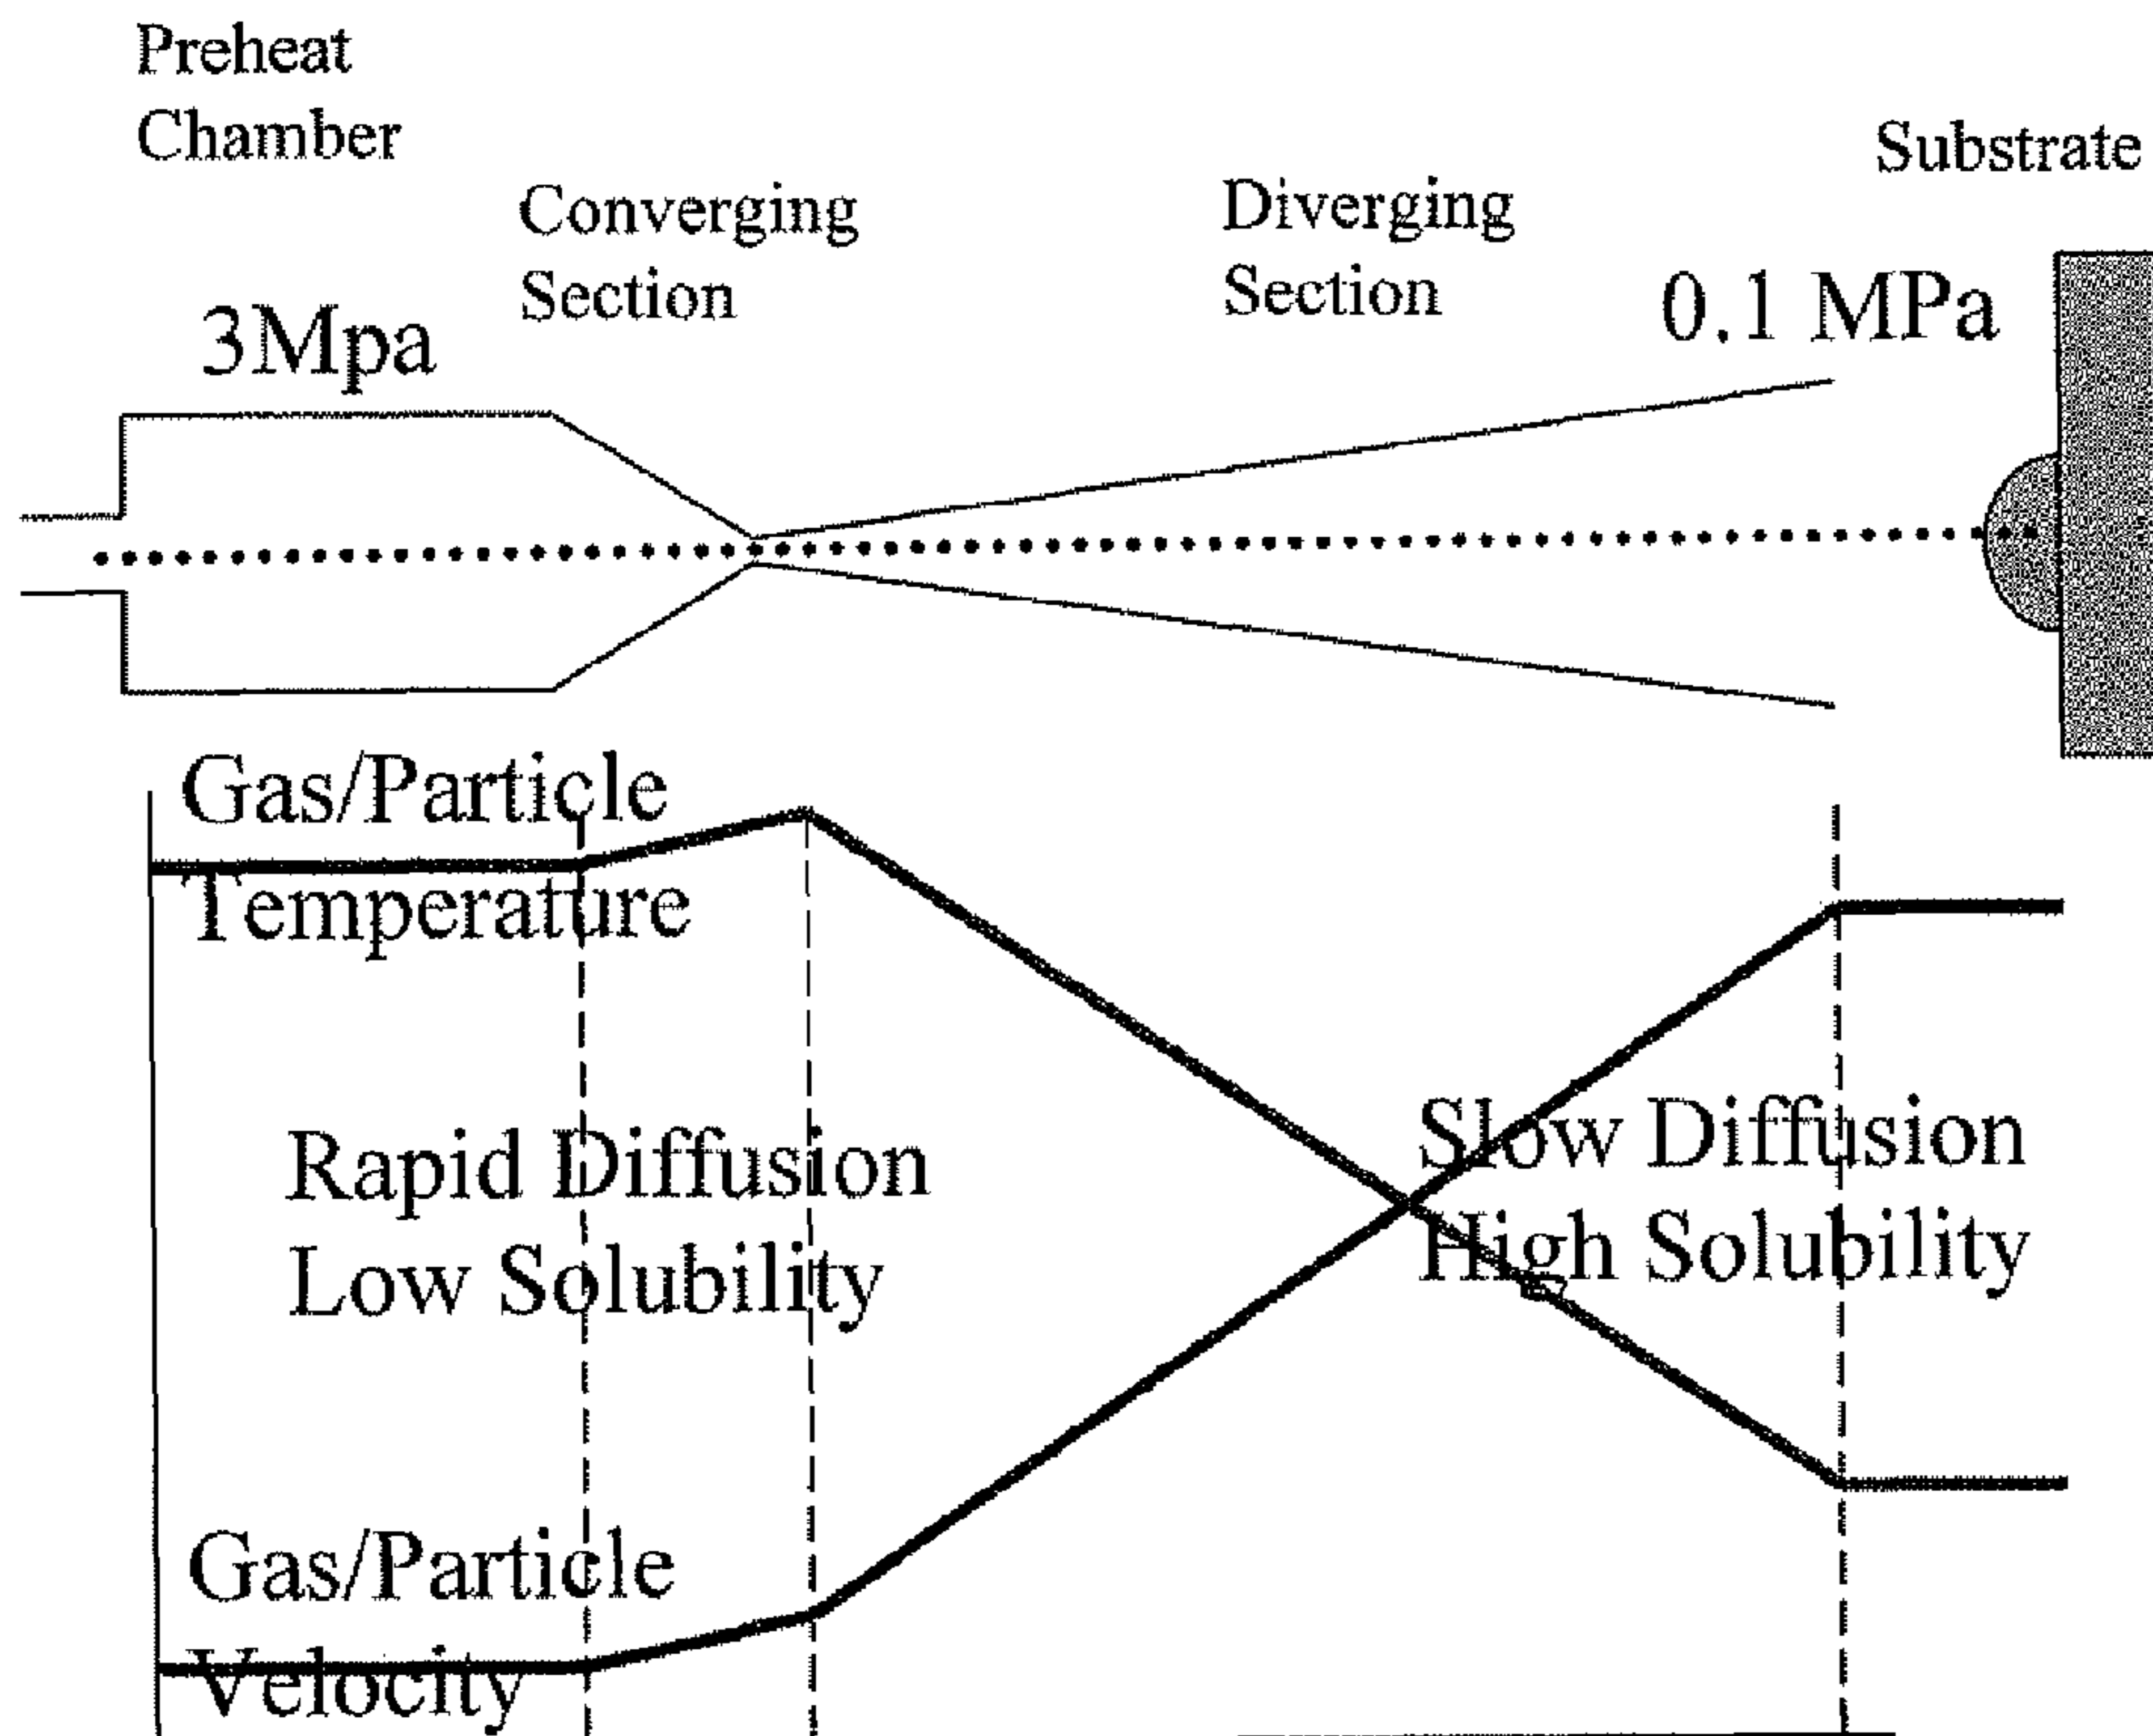 Preheat
Chamber
Converging
Section
Diverging
Section
Substrate
3Mpa
0.1 MPa
Gas/Particle
Temperature
Rapid Diffusion
Low Solubility
Slow Diffusion
High Solubility
Gas/Particle
Velocity